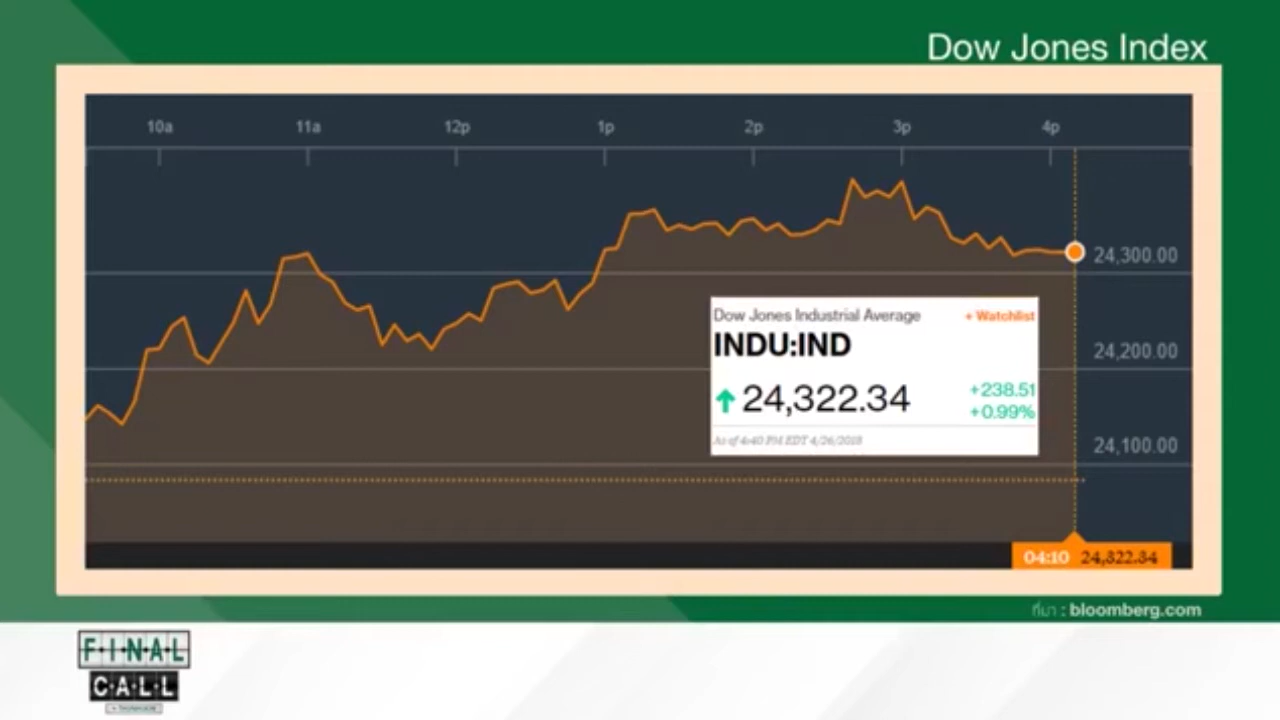 Dow Jones Index
10a 11a 12p 1p 2p 3p 4p
24,300.00
Dow Jones Industrial Average + Watchlist
INDU:IND
24,200.00
24,322.34 +238.51
+0.99%
As of 4:40 PM EDT 4/26/2018
24,100.00
04:10 24,322.34
ที่มา : bloomberg.com
FINAL
CALL